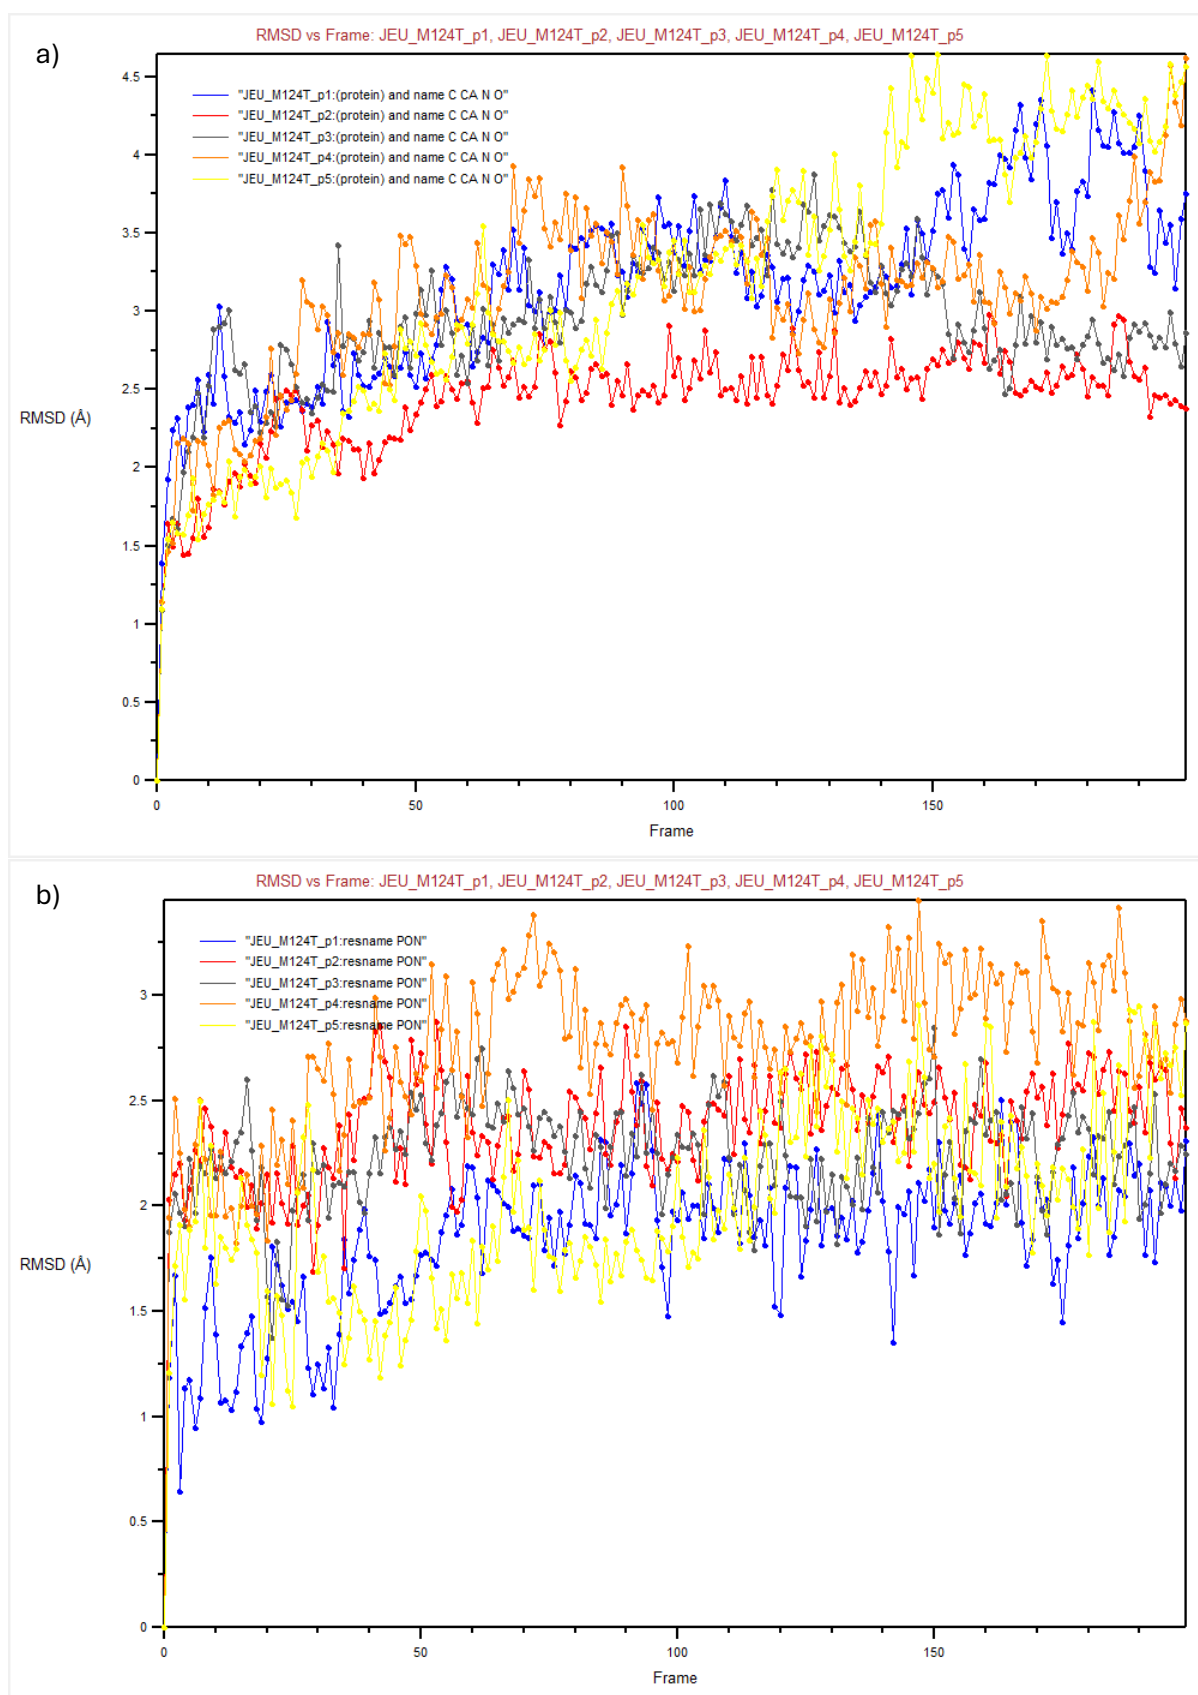 a)
RMSD vs Frame: JEU_M124T_p1, JEU_M124T_p2, JEU_M124T_p3, JEU_M124T_p4, JEU_M124T_p5
4.5
"JEU_M124T_p1:(protein) and name C CA N O"
"JEU_M124T_p2:(protein) and name C CA N O"
"JEU_M124T_p3:(protein) and name C CA N O"
"JEU_M124T_p4:(protein) and name C CA N O"
"JEU_M124T_p5:(protein) and name C CA N O"
4
3.5
3
2.5
RMSD (Å)
2
1.5
1
0.5
0
0 50 100 150
Frame
b)
RMSD vs Frame: JEU_M124T_p1, JEU_M124T_p2, JEU_M124T_p3, JEU_M124T_p4, JEU_M124T_p5
"JEU_M124T_p1:resname PON"
"JEU_M124T_p2:resname PON"
"JEU_M124T_p3:resname PON"
"JEU_M124T_p4:resname PON"
"JEU_M124T_p5:resname PON"
3
2.5
2
RMSD (Å)
1.5
1
0.5
0
0 50 100 150
Frame